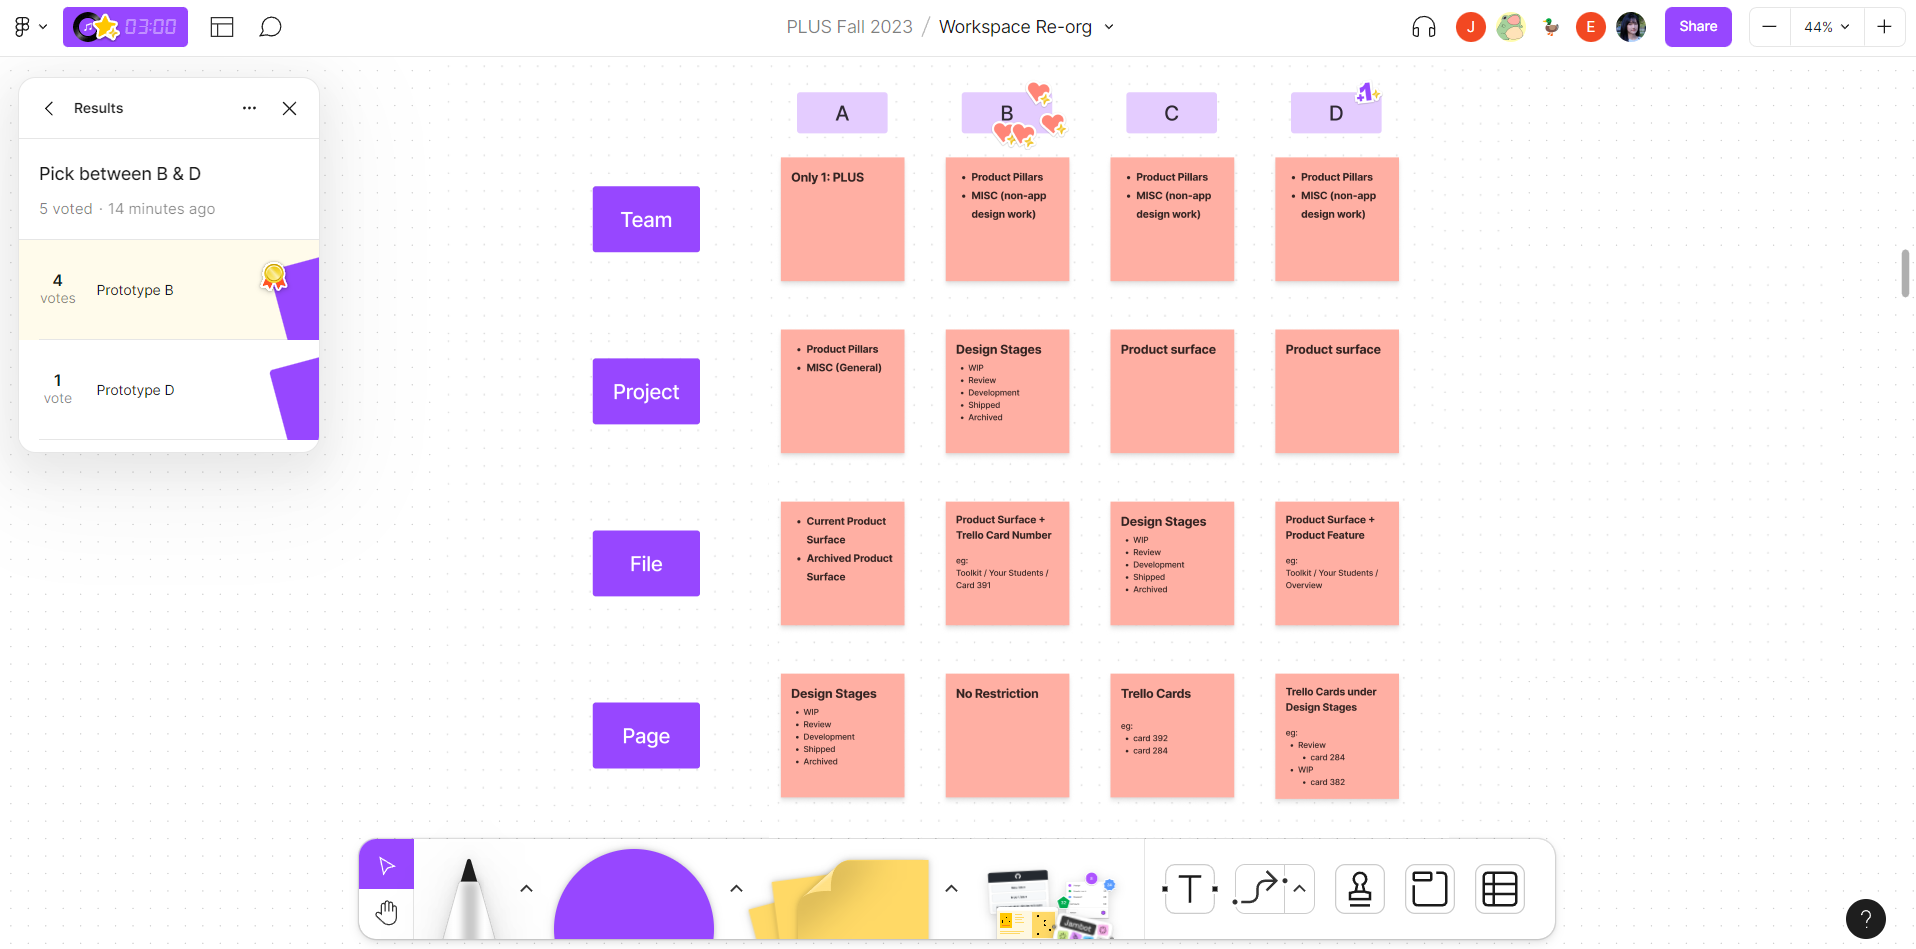 03:00
PLUS Fall 2023 / Workspace Re-org
J
E
Share
44%
Results
Pick between B & D
5 voted · 14 minutes ago
4
votes
Prototype B
1
vote
Prototype D
A
B
C
D
+1
Team
Only 1: PLUS
• Product Pillars
• MISC (non-app
design work)
• Product Pillars
• MISC (non-app
design work)
• Product Pillars
• MISC (non-app
design work)
Project
• Product Pillars
• MISC (General)
Design Stages
• WIP
• Review
• Development
• Shipped
• Archived
Product surface
Product surface
File
• Current Product
Surface
• Archived Product
Surface
Product Surface +
Trello Card Number
eg:
Toolkit / Your Students /
Card 391
Design Stages
• WIP
• Review
• Development
• Shipped
• Archived
Product Surface +
Product Feature
eg:
Toolkit / Your Students /
Overview
Page
Design Stages
• WIP
• Review
• Development
• Shipped
• Archived
No Restriction
Trello Cards
eg:
• card 392
• card 284
Trello Cards under
Design Stages
eg:
• Review
• card 284
• WIP
• card 382
Jambot
T
?